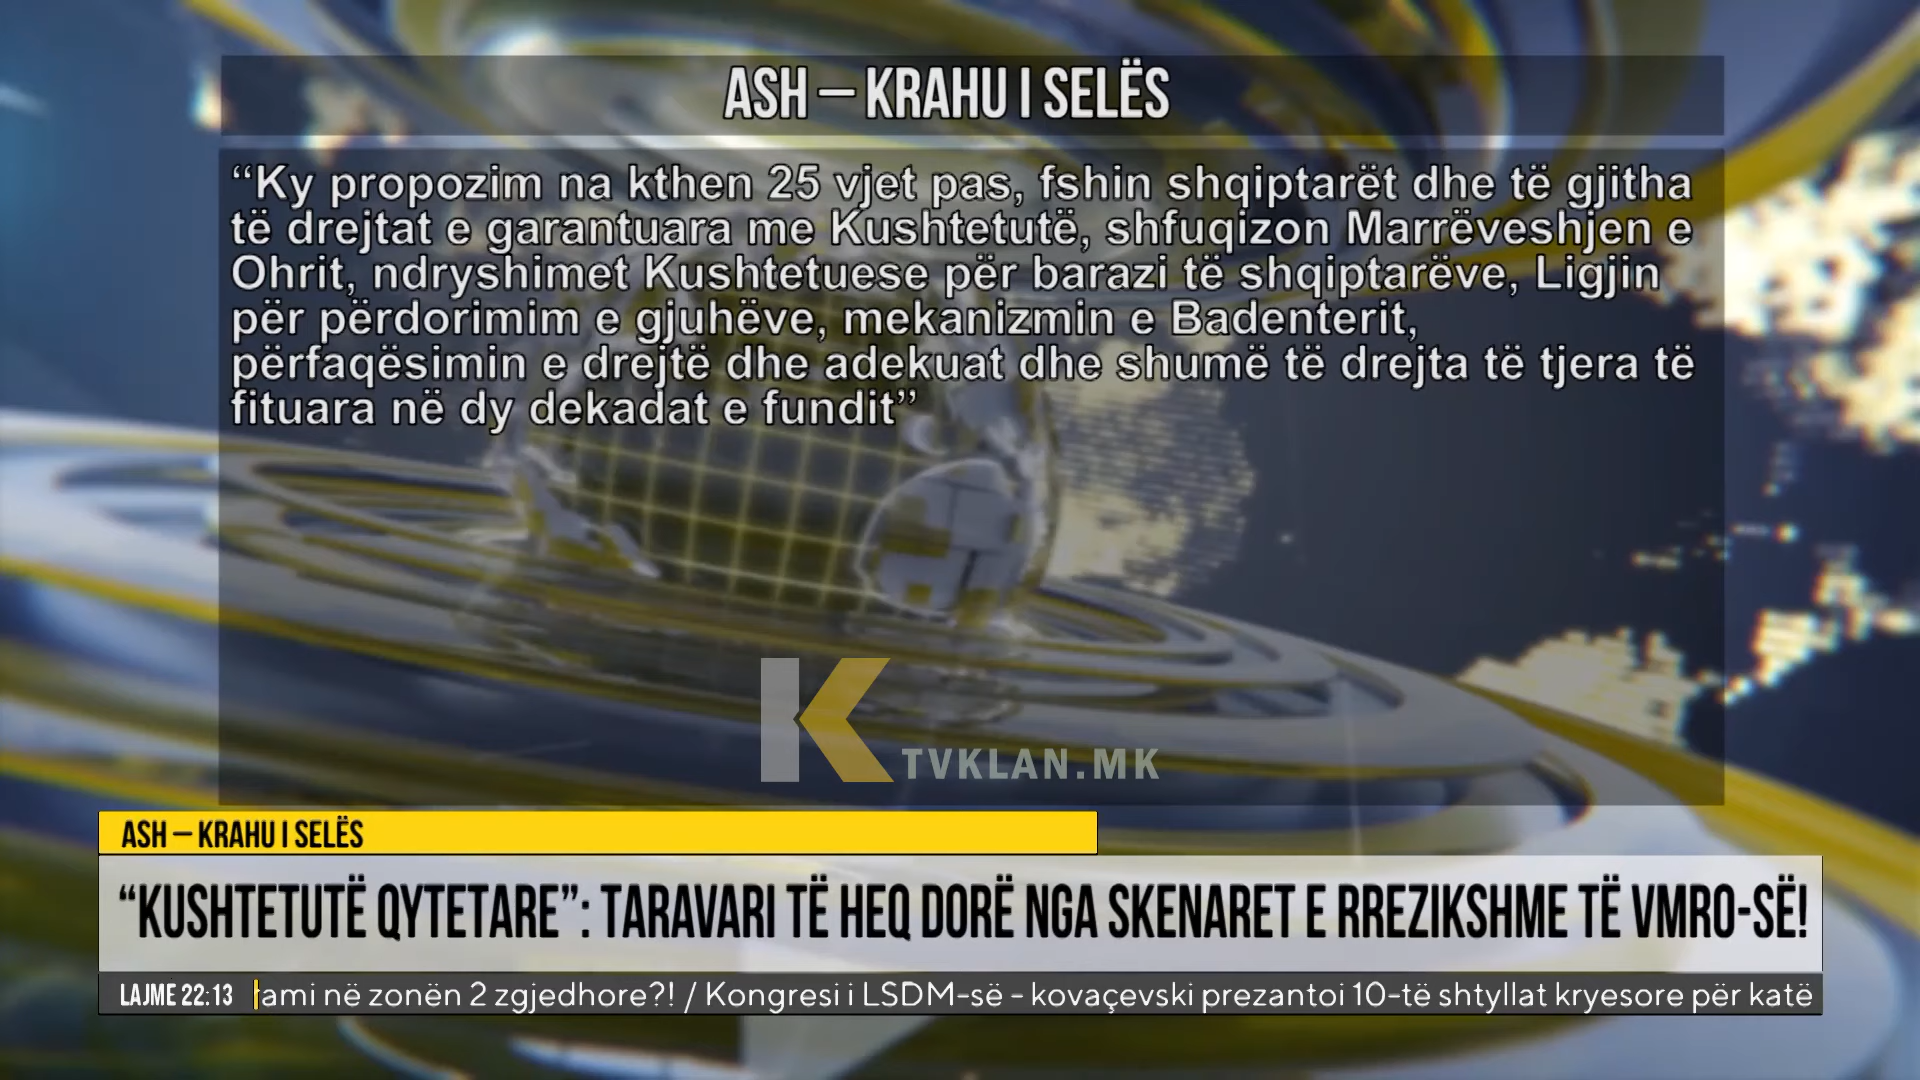 ASH – KRAHU I SELËS
“Ky propozim na kthen 25 vjet pas, fshin shqiptarët dhe të gjitha
të drejtat e garantuara me Kushtetutë, shfuqizon Marrëveshjen e
Ohrit, ndryshimet Kushtetuese për barazi të shqiptarëve, Ligjin
për përdorimim e gjuhëve, mekanizmin e Badenterit,
përfaqësimin e drejtë dhe adekuat dhe shumë të drejta të tjera të
fituara në dy dekadat e fundit”
TVKLAN.MK
ASH – KRAHU I SELËS
“KUSHTETUTË QYTETARE”: TARAVARI TË HEQ DORË NGA SKENARET E RREZIKSHME TË VMRO-SË!
LAJME 22:13 ami në zonën 2 zgjedhore?! / Kongresi i LSDM-së - kovaçevski prezantoi 10-të shtyllat kryesore për katë